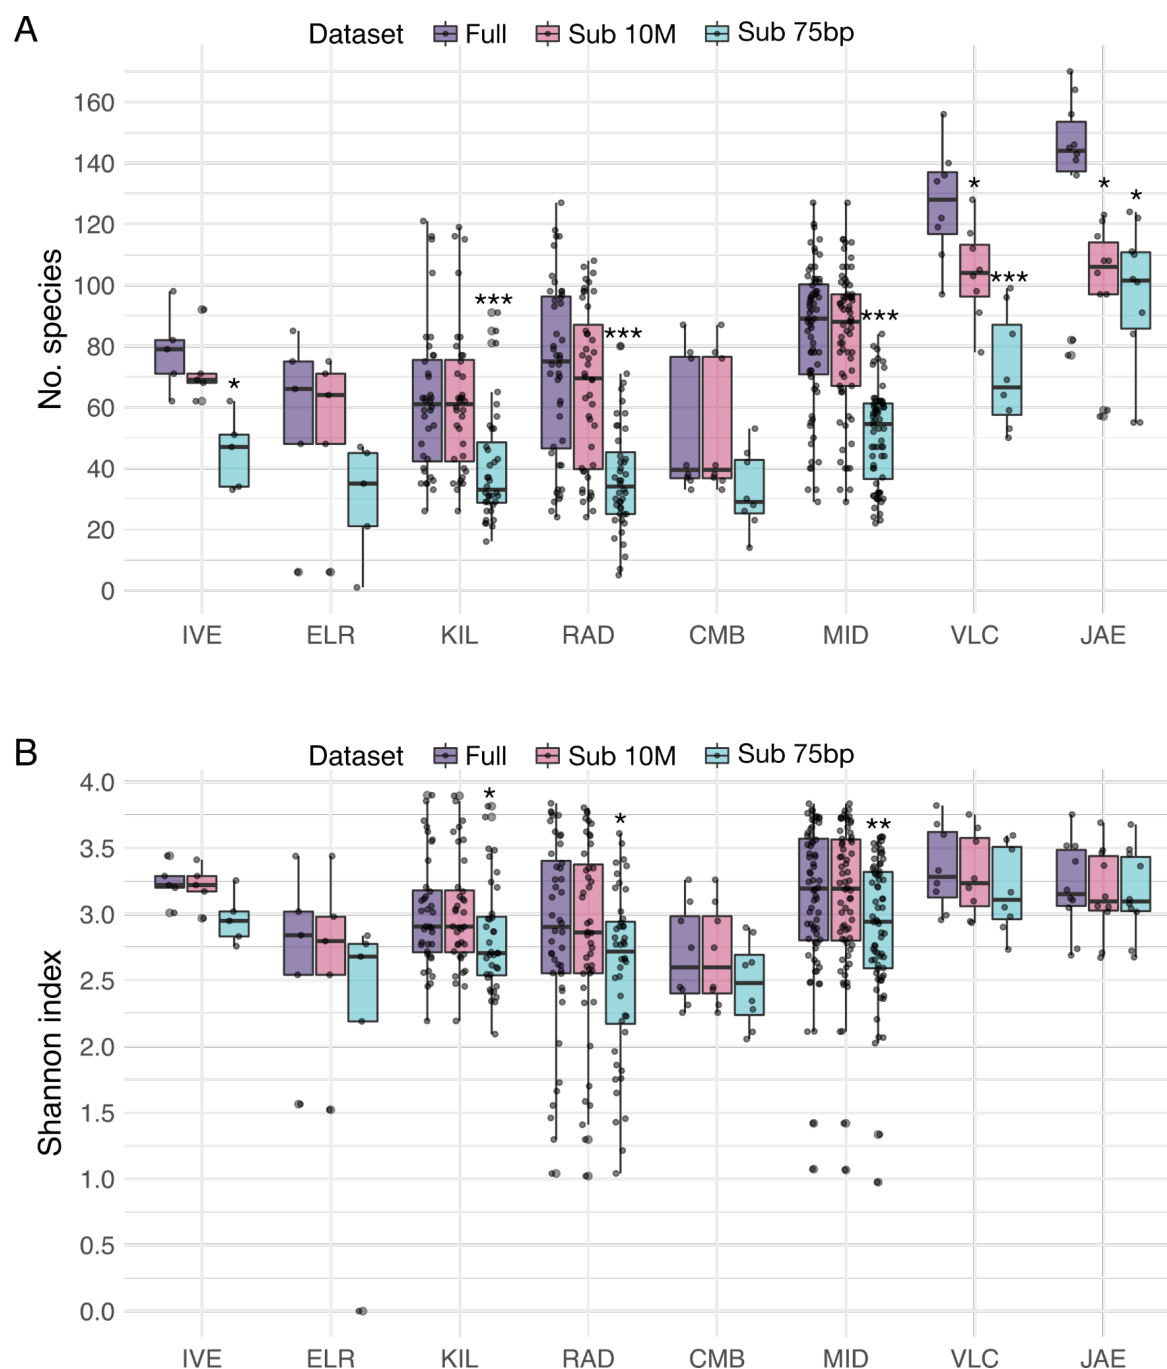 A
Dataset Full Sub 10M Sub 75bp
No. species
160
140
120
100
80
60
40
20
0
* *** *** *** * *** * *
IVE ELR KIL RAD CMB MID VLC JAE
B
Dataset Full Sub 10M Sub 75bp
Shannon index
4.0
3.5
3.0
2.5
2.0
1.5
1.0
0.5
0.0
* * **
IVE ELR KIL RAD CMB MID VLC JAE